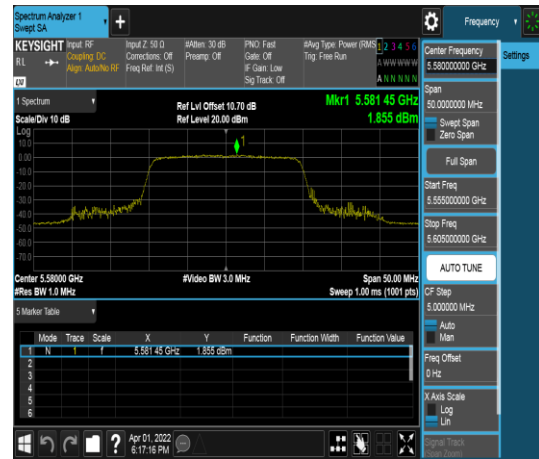 Spectrum Analyzer 1
Swept SA
+
Frequency
KEYSIGHT
RL
LXI
Input: RF
Coupling: DC
Align: Auto/No RF
Input Z: 50 Ω
Corrections: Off
Freq Ref: Int (S)
#Atten: 30 dB
Preamp: Off
PNO: Fast
Gate: Off
IF Gain: Low
Sig Track: Off
#Avg Type: Power (RMS
Trig: Free Run
1 2 3 4 5 6
A WW WW W
A N N N N N
1 Spectrum
Scale/Div 10 dB
Ref Lvl Offset 10.70 dB
Ref Level 20.00 dBm
Mkr1 5.581 45 GHz
1.855 dBm
Log
1
10.0
0.00
-10.0
-20.0
-30.0
-40.0
-50.0
-60.0
-70.0
Center 5.58000 GHz
#Video BW 3.0 MHz
Span 50.00 MHz
#Res BW 1.0 MHz
Sweep 1.00 ms (1001 pts)
5 Marker Table
Mode Trace Scale X Y Function Function Width Function Value
1 N 1 f 5.581 45 GHz 1.855 dBm
2
3
4
5
6
Apr 01, 2022
6:17:16 PM
?
Center Frequency
5.580000000 GHz
Settings
Span
50.0000000 MHz
Swept Span
Zero Span
Full Span
Start Freq
5.555000000 GHz
Stop Freq
5.605000000 GHz
AUTO TUNE
CF Step
5.000000 MHz
Auto
Man
Freq Offset
0 Hz
X Axis Scale
Log
Lin
Signal Track
(Span Zoom)